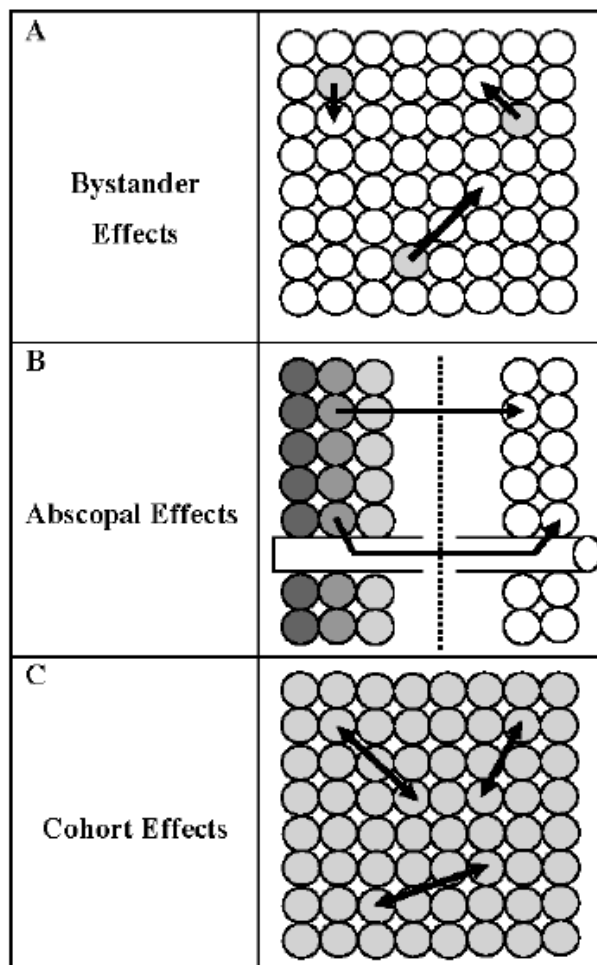 A
Bystander
Effects
B
Abscopal Effects
C
Cohort Effects